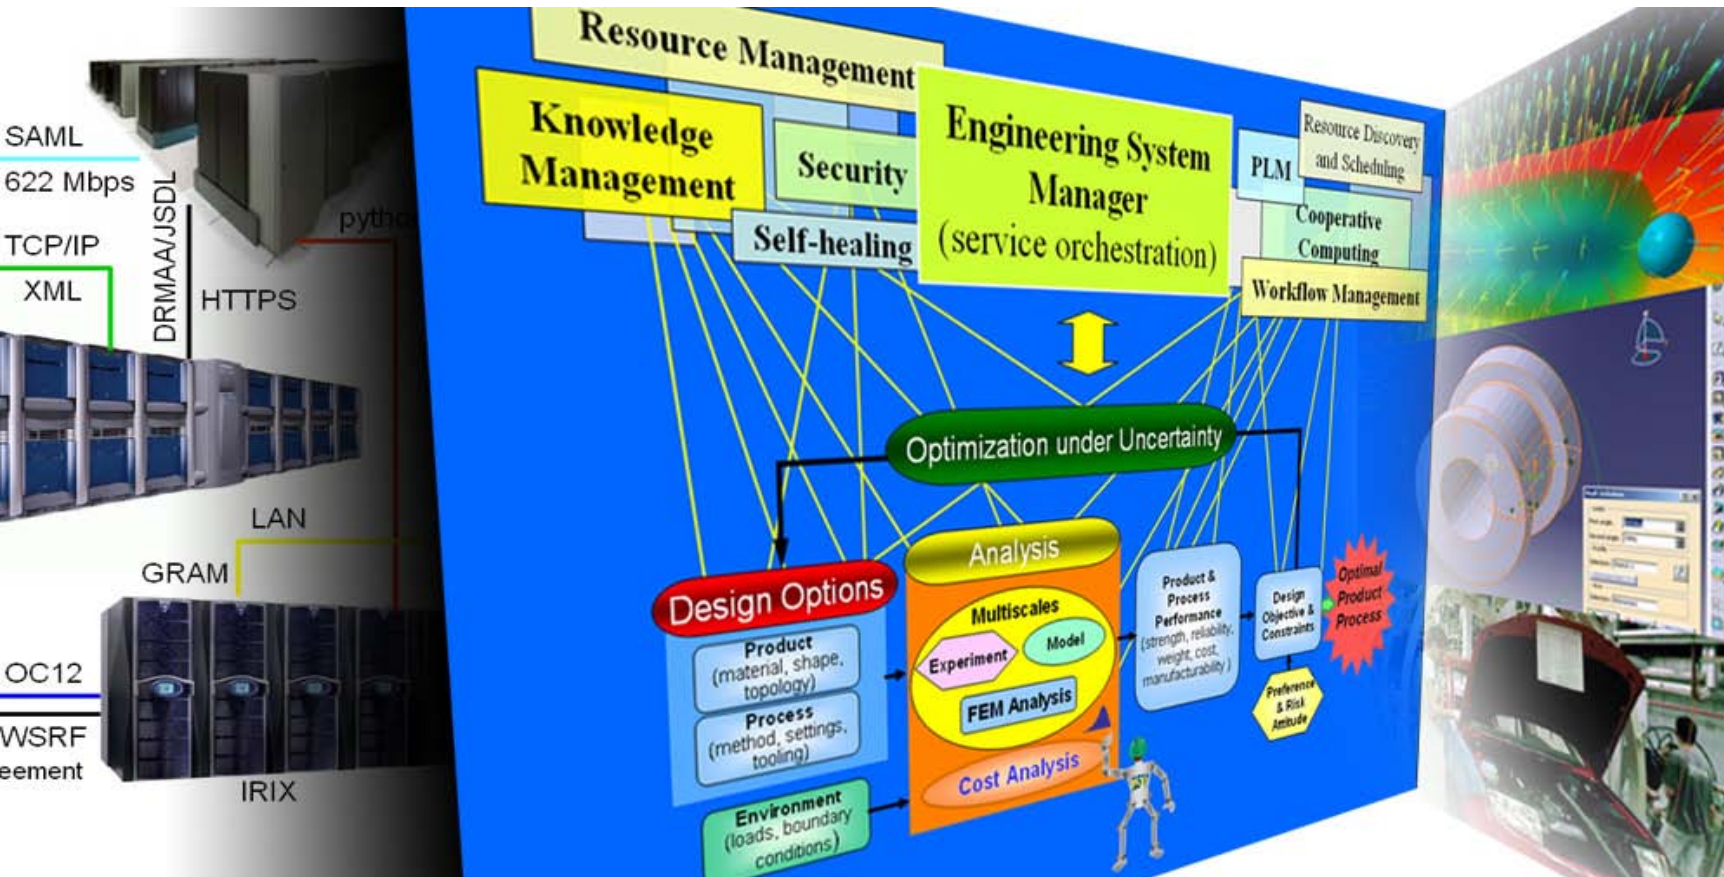 SAML
622 Mbps
TCP/IP
XML
DRMAA/JSDL
HTTPS
pytho
LAN
GRAM
OC12
WSRF
eement
IRIX
Resource Management
Knowledge
Management
Security
Self-healing
Engineering System
Manager
(service orchestration)
PLM
Resource Discovery
and Scheduling
Cooperative
Computing
Workflow Management
Optimization under Uncertainty
Design Options
Product
(material, shape,
topology)
Process
(method, settings,
tooling)
Environment
(loads, boundary
conditions)
Analysis
Multiscales
Experiment
Model
FEM Analysis
Cost Analysis
Product &
Process
Performance
(strength, reliability,
weight, cost,
manufacturability)
Design
Objective &
Constraints
Preference
& Risk
Attitude
Optimal
Product
Process